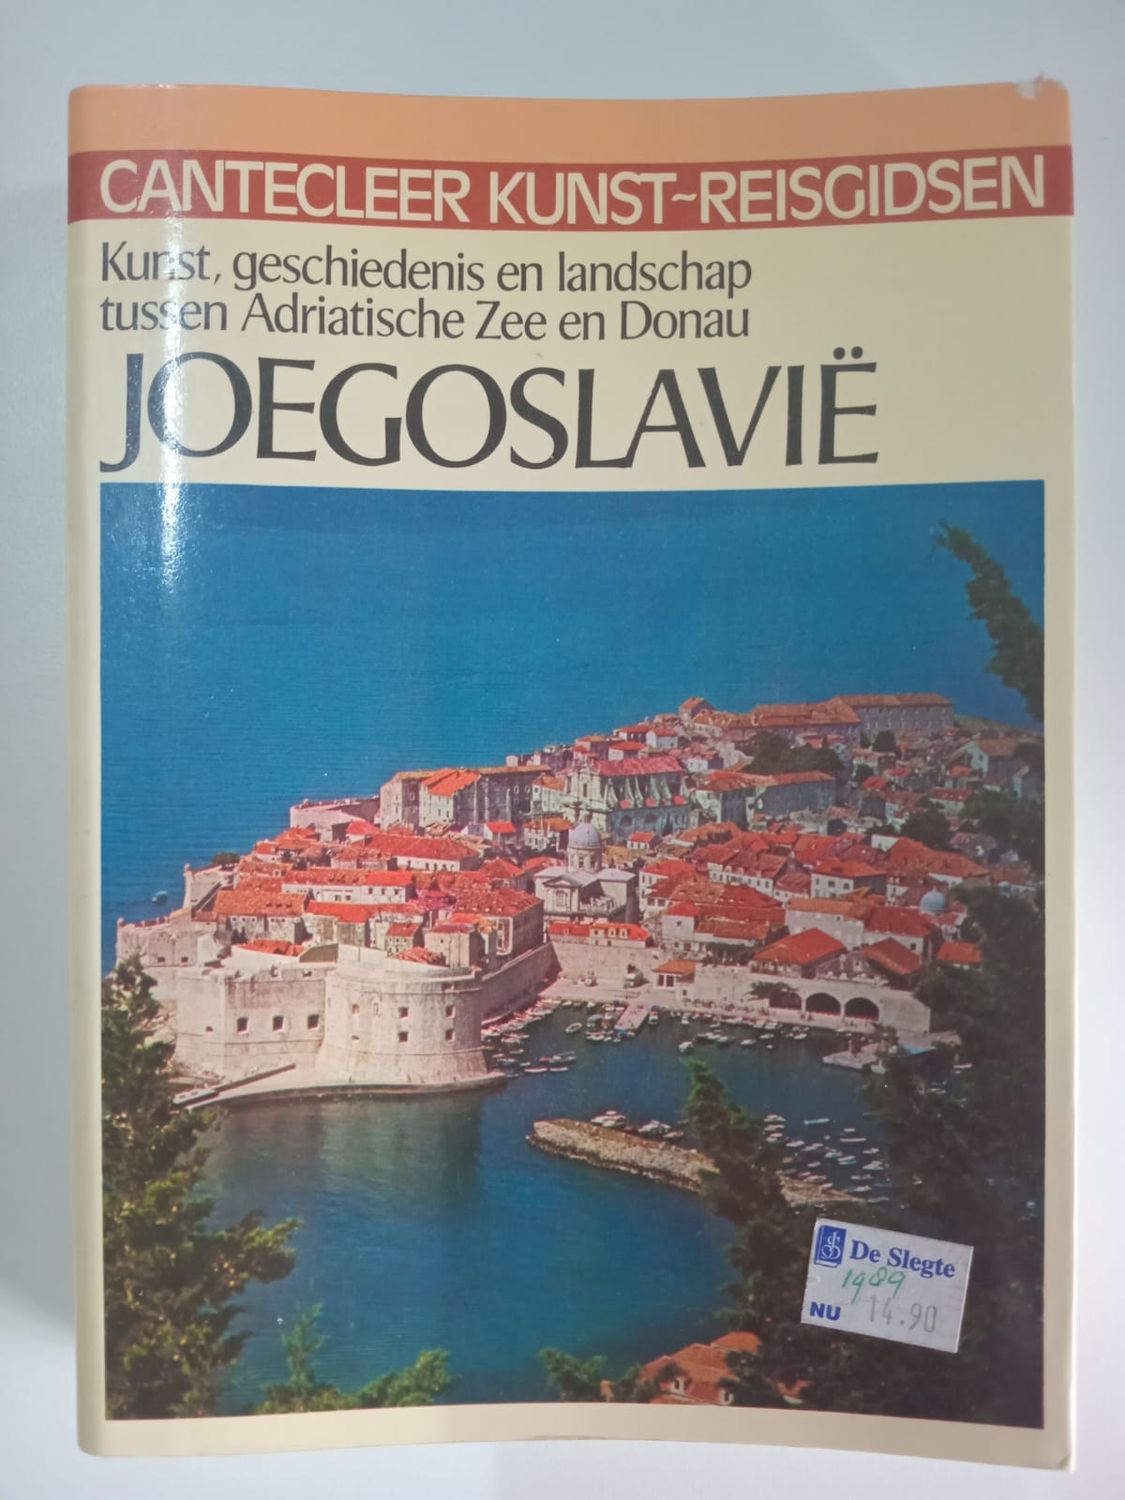 CANTECLEER KUNST~REISGIDSEN
Kunst, geschiedenis en landschap
tussen Adriatische Zee en Donau
JOEGOSLAVIË
De Slegte
1989
NU 14.90